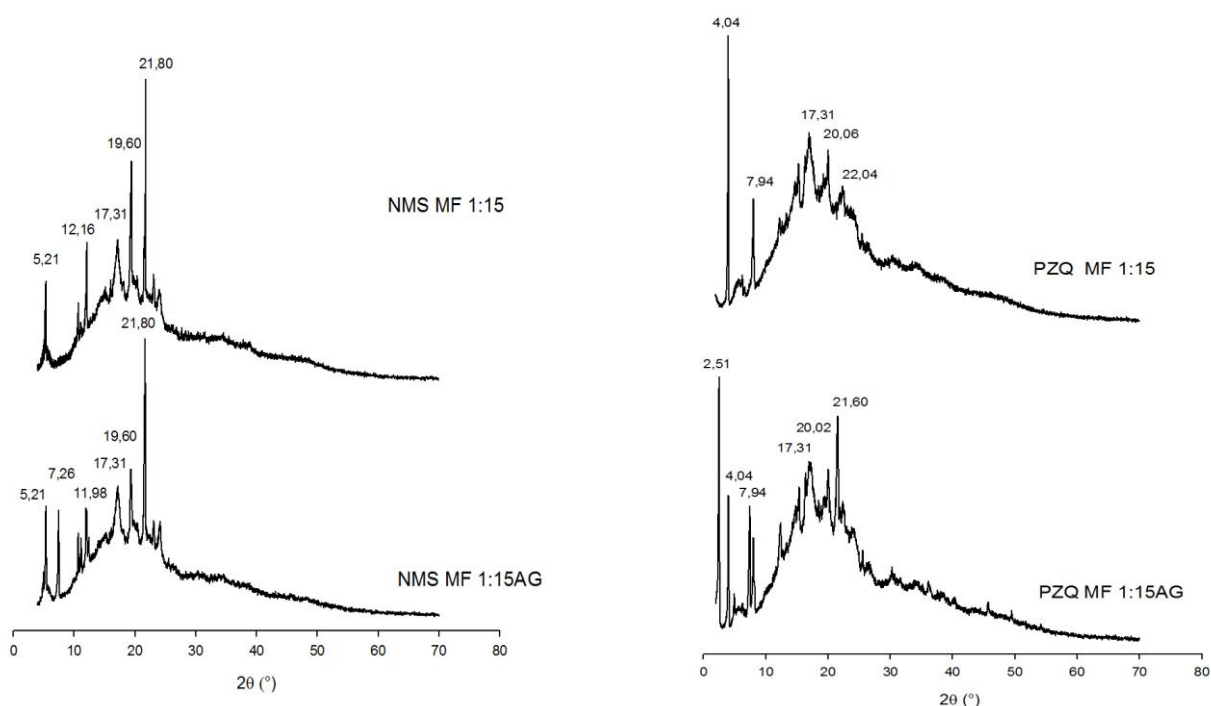 21,80
19,60
17,31
12,16
5,21
NMS MF 1:15
21,80
19,60
17,31
7,26
5,21
11,98
NMS MF 1:15AG
0 10 20 30 40 50 60 70 80
2θ (°)
4,04
17,31
20,06
7,94
22,04
PZQ MF 1:15
2,51
21,60
20,02
17,31
4,04
7,94
PZQ MF 1:15AG
0 10 20 30 40 50 60 70 80
2θ (°)